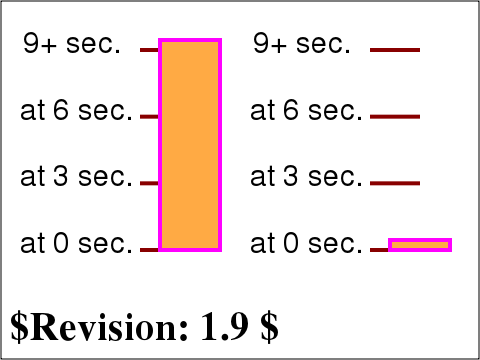 9+ sec. 9+ sec.
at 6 sec. at 6 sec.
at 3 sec. at 3 sec.
at 0 sec. at 0 sec.
$Revision: 1.9 $